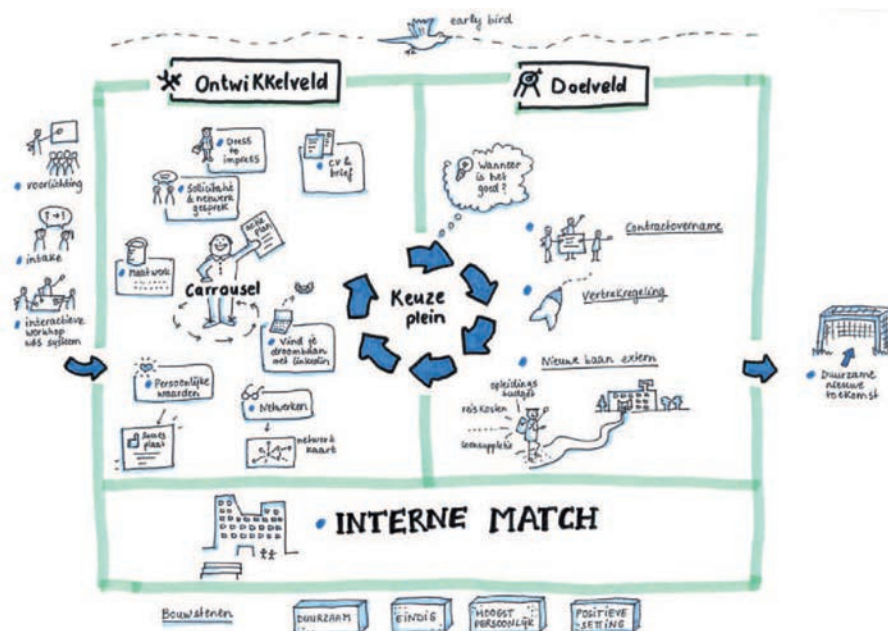 early bird
Ontwikkelveld
Doelveld
voorlichting
intake
interactieve
workshop
systeem
Dress
to
impress
CV &
brief
Sollicitatie
& netwerk
gesprek
actie
plan
Maatwerk
Carrousel
Vind je
droombaan
met linkedin
Persoonlijke
waarden
Succes
plaat
Netwerken
netwerk
kaart
Keuze
plein
Wanneer
is het
goed?
Contractovername
Vertrekregeling
Nieuwe baan extern
opleidings
budget
reiskosten
loonsuppletie
Duurzame
nieuwe
toekomst
INTERNE MATCH
Bouwstenen
DUURZAAM
EINDIG
HOOGST
PERSOONLIJK
POSITIEVE
SETTING